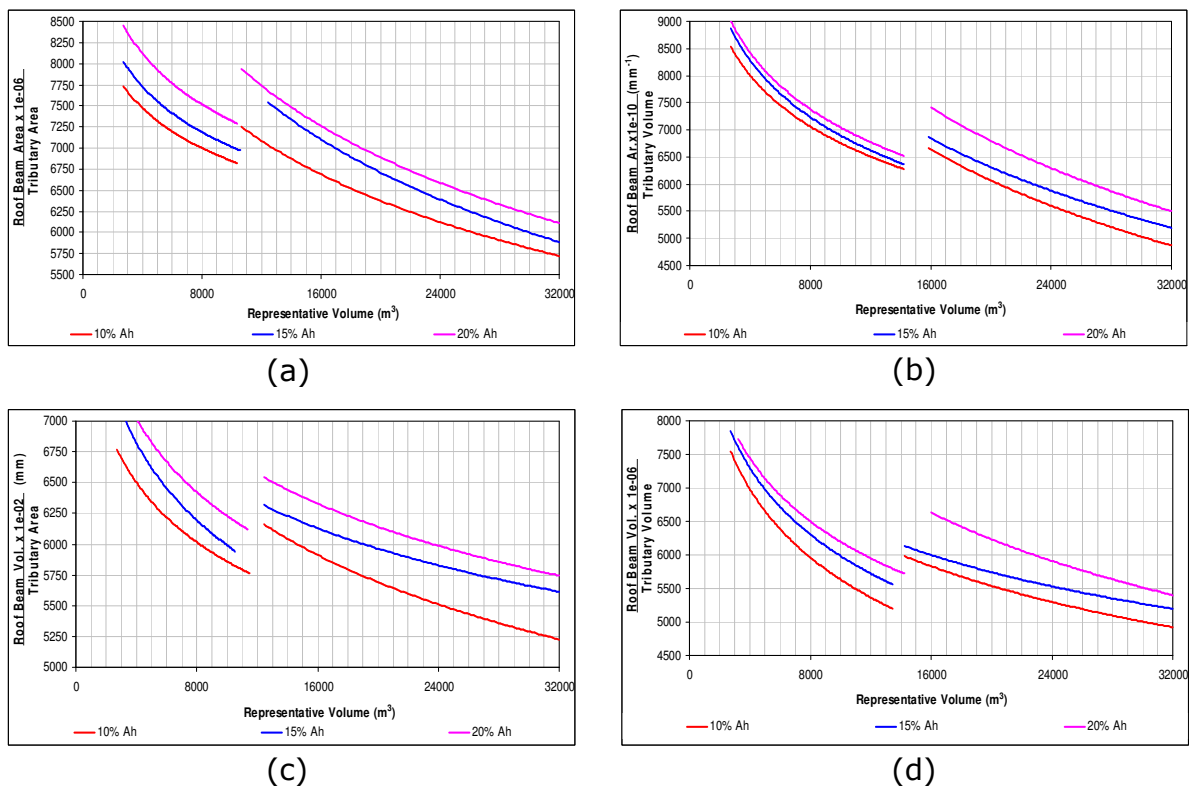 8500
8250
8000
7750
7500
7250
7000
6750
6500
6250
6000
5750
5500
Roof Beam Area x 1e-06
Tributary Area
0 8000 16000 24000 32000
Representative Volume (m³)
10% Ah 15% Ah 20% Ah
(a)
9000
8500
8000
7500
7000
6500
6000
5500
5000
4500
Roof Beam Ar.x1e-10 (mm⁻¹)
Tributary Volume
0 8000 16000 24000 32000
Representative Volume (m³)
10% Ah 15% Ah 20% Ah
(b)
7000
6750
6500
6250
6000
5750
5500
5250
5000
Roof Beam Vol. x 1e-02 (mm)
Tributary Area
0 8000 16000 24000 32000
Representative Volume (m³)
10% Ah 15% Ah 20% Ah
(c)
8000
7500
7000
6500
6000
5500
5000
4500
Roof Beam Vol. x 1e-06
Tributary Volume
0 8000 16000 24000 32000
Representative Volume (m³)
10% Ah 15% Ah 20% Ah
(d)